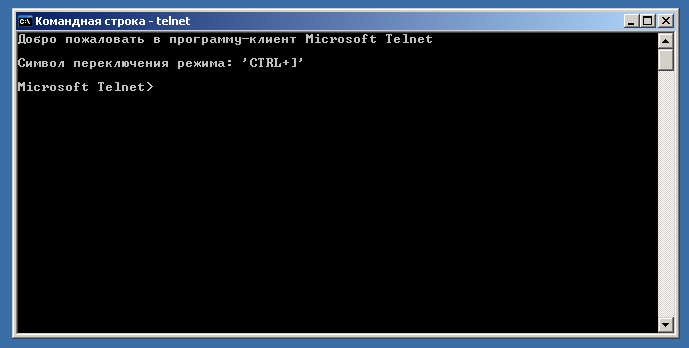 Командная строка - telnet
Добро пожаловать в программу-клиент Microsoft Telnet
Символ переключения режима: 'CTRL+]'
Microsoft Telnet>